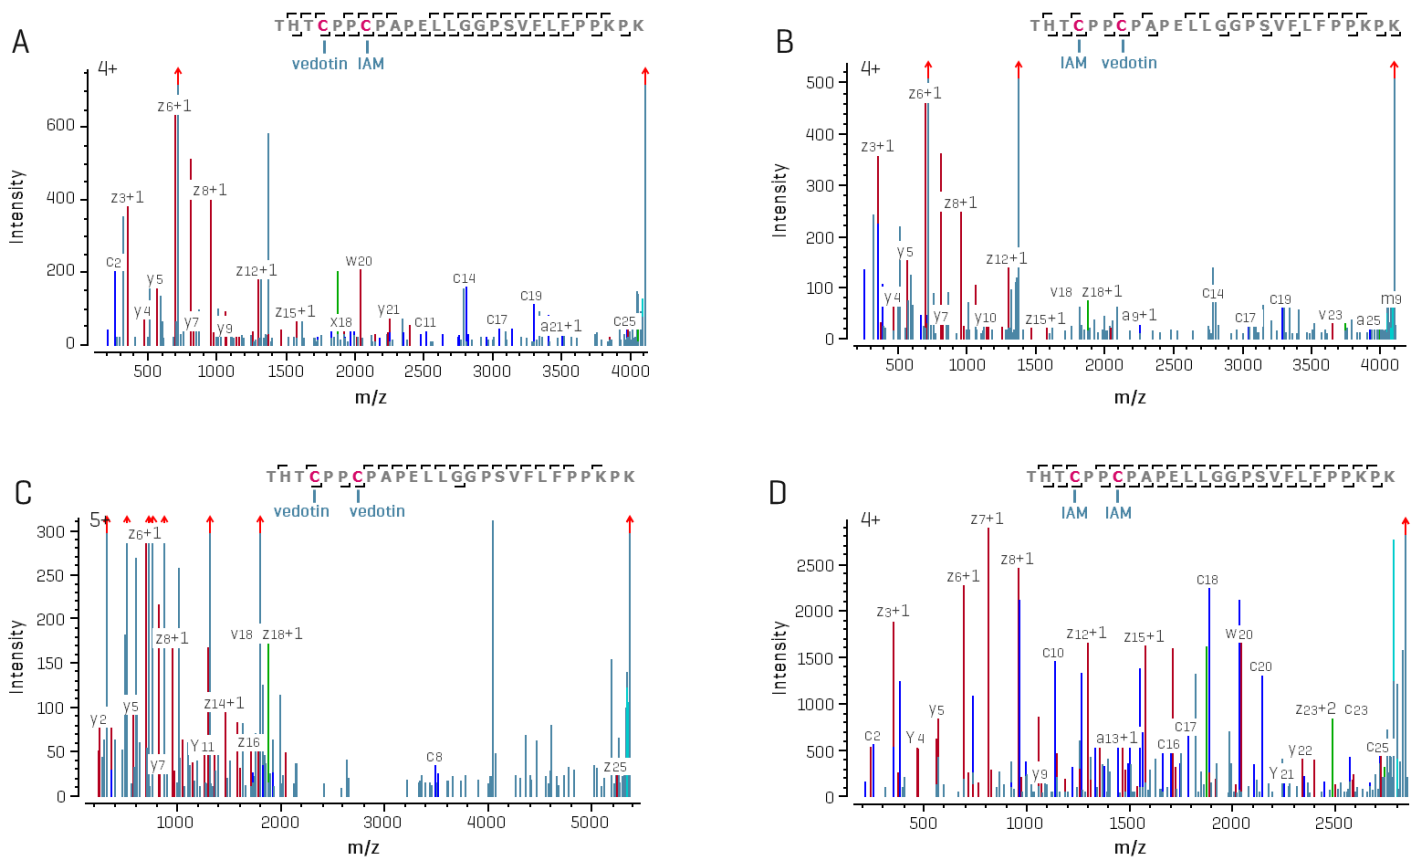 A
THTCPPCPAPELLGGPSVFLFPPKPK
vedotin IAM
4+
Intensity
600
400
200
0
z6+1
z3+1
z8+1
c2
y5
y4
y7
y9
z12+1
z15+1
x18
w20
y21
c11
c14
c17
c19
a21+1
c25
500 1000 1500 2000 2500 3000 3500 4000
m/z
B
THTCPPCPAPELLGGPSVFLFPPKPK
IAM vedotin
4+
Intensity
500
400
300
200
100
0
z6+1
z3+1
z8+1
y5
y4
y7
y10
z12+1
z15+1
v18
z18+1
a9+1
c14
c17
c19
v23
a25
m9
500 1000 1500 2000 2500 3000 3500 4000
m/z
C
THTCPPCPAPELLGGPSVFLFPPKPK
vedotin vedotin
5+
Intensity
300
250
200
150
100
50
0
z6+1
z8+1
v18
z18+1
y2
y5
y7
Y11
z14+1
z16
c8
z25
1000 2000 3000 4000 5000
m/z
D
THTCPPCPAPELLGGPSVFLFPPKPK
IAM IAM
4+
Intensity
2500
2000
1500
1000
500
0
z7+1
z8+1
z6+1
z3+1
c2
Y4
y5
y9
c10
z12+1
a13+1
z15+1
c16
c17
c18
w20
c20
Y21
y22
z23+2
c23
c25
500 1000 1500 2000 2500
m/z